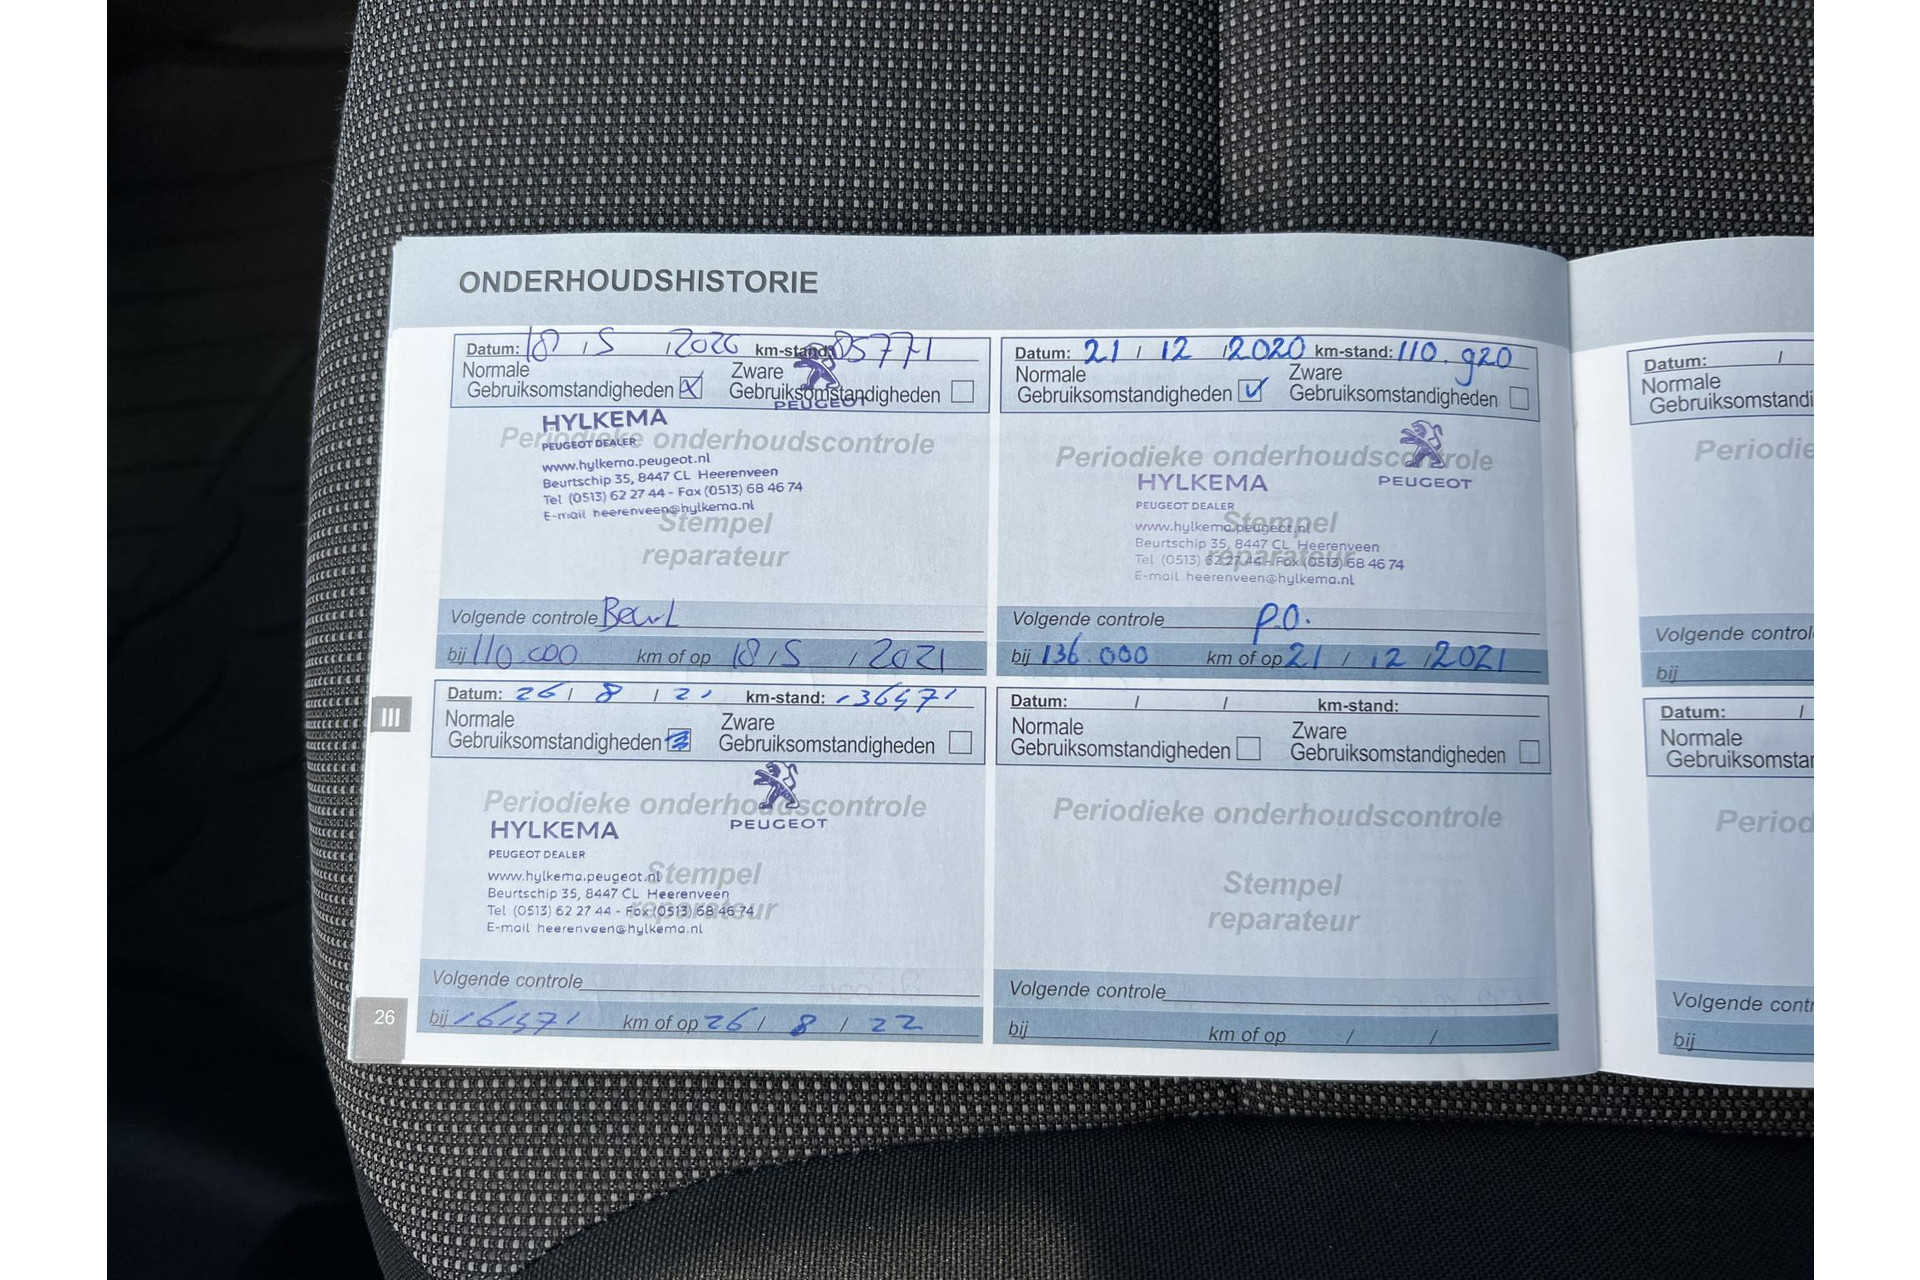 ONDERHOUDSHISTORIE
Datum: 18 / 5 / 2020 km-stand: 85771
Normale Gebruiksomstandigheden X Zware Gebruiksomstandigheden
PEUGEOT
Periodieke onderhoudscontrole
HYLKEMA
PEUGEOT DEALER
www.hylkema.peugeot.nl
Beurtschip 35, 8447 CL Heerenveen
Tel (0513) 62 27 44 - Fax (0513) 68 46 74
E-mail heerenveen@hylkema.nl
Stempel
reparateur
Volgende controle Beurt
bij 110.000 km of op 18 / 5 / 2021
Datum: 21 / 12 / 2020 km-stand: 110.920
Normale Gebruiksomstandigheden ✓ Zware Gebruiksomstandigheden
Periodieke onderhoudscontrole
PEUGEOT
HYLKEMA
PEUGEOT DEALER
www.hylkema.peugeot.nl
Beurtschip 35, 8447 CL Heerenveen
Tel (0513) 62 27 44 - Fax (0513) 68 46 74
E-mail heerenveen@hylkema.nl
Stempel
reparateur
Volgende controle P.O.
bij 136.000 km of op 21 / 12 / 2021
III
Datum: 26 / 8 / 21 km-stand: 136471
Normale Gebruiksomstandigheden Zware Gebruiksomstandigheden
Periodieke onderhoudscontrole
PEUGEOT
HYLKEMA
PEUGEOT DEALER
www.hylkema.peugeot.nl
Beurtschip 35, 8447 CL Heerenveen
Tel (0513) 62 27 44 - Fax (0513) 68 46 74
E-mail heerenveen@hylkema.nl
Stempel
reparateur
Volgende controle
bij 161471 km of op 26 / 8 / 22
Datum: / / km-stand:
Normale Gebruiksomstandigheden Zware Gebruiksomstandigheden
Periodieke onderhoudscontrole
Stempel
reparateur
Volgende controle
bij km of op / /
26
Datum: /
Normale
Gebruiksomstandi
Periodie
Volgende control
bij
Datum: /
Normale
Gebruiksomstar
Period
Volgende contr
bij